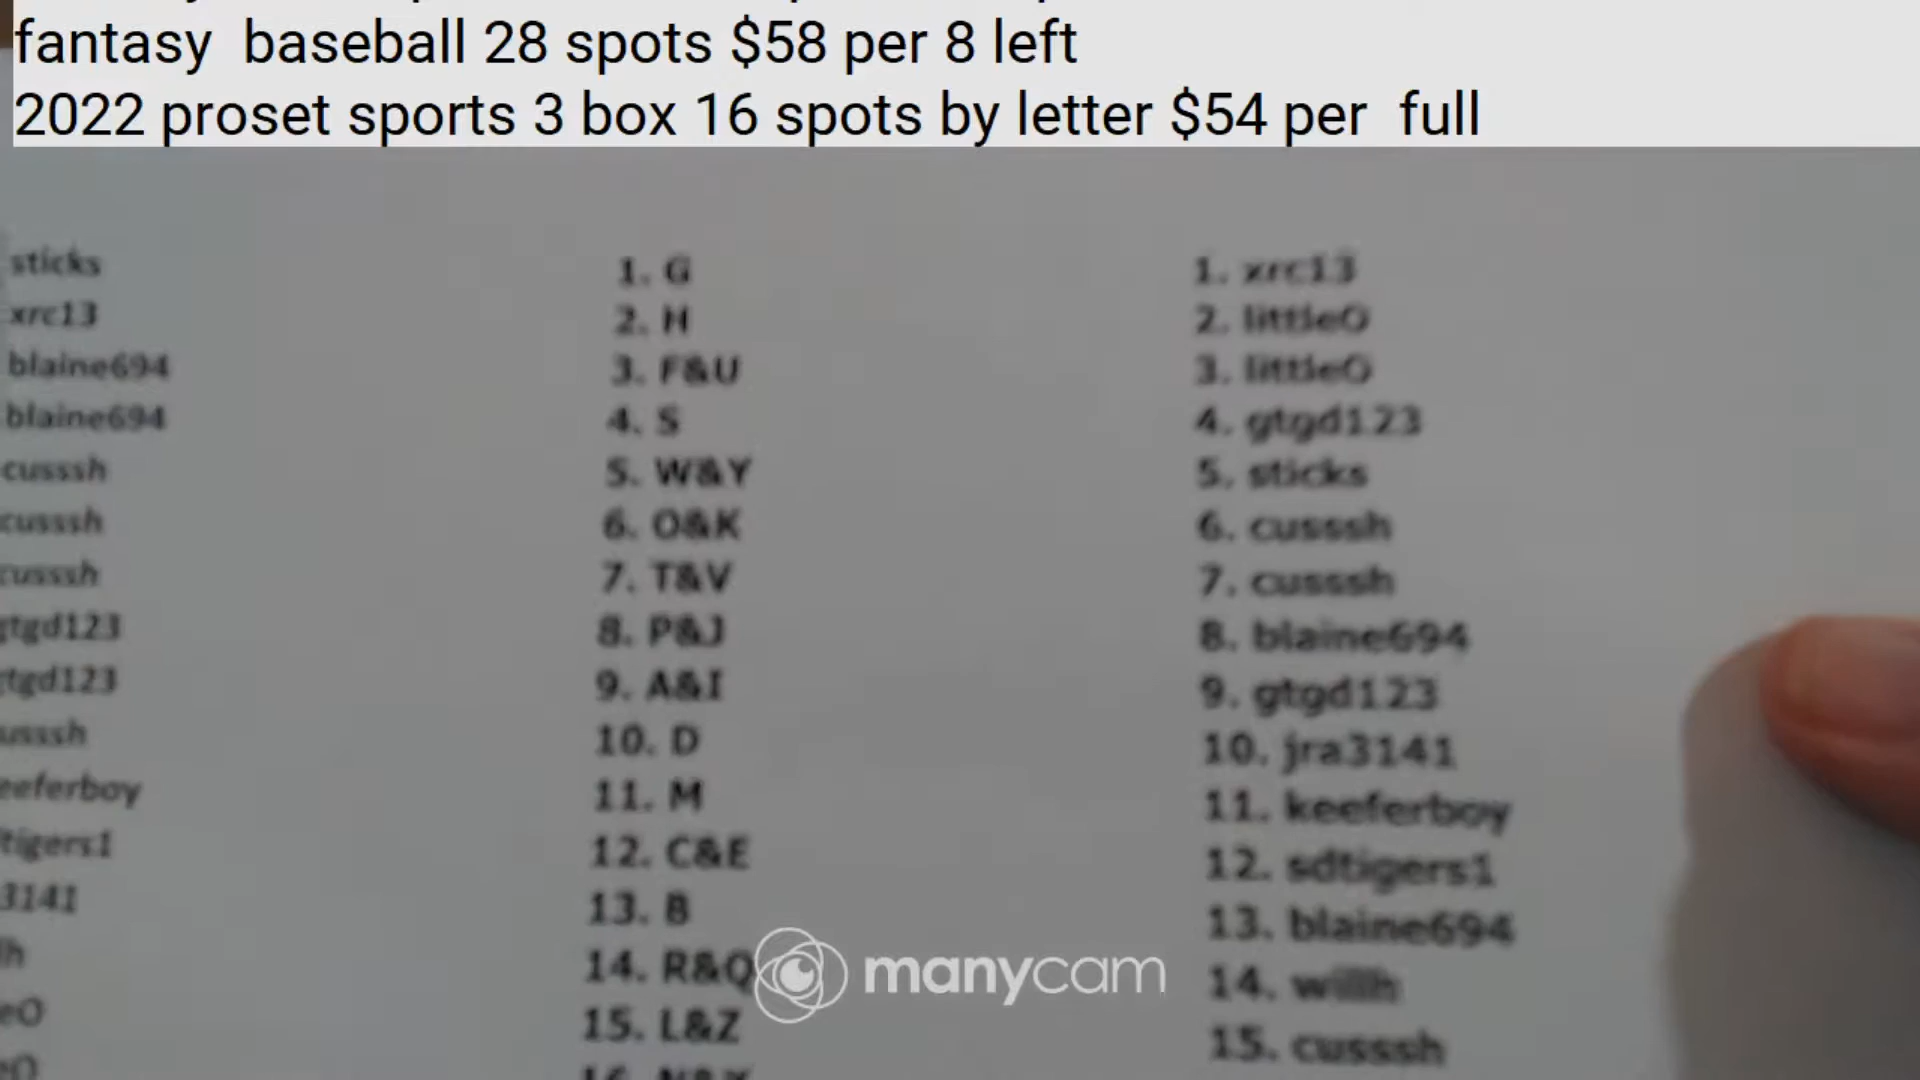 fantasy baseball 28 spots $58 per 8 left
2022 proset sports 3 box 16 spots by letter $54 per full
sticks
xrc13
blaine694
blaine694
cusssh
cusssh
cusssh
gtgd123
gtgd123
usssh
eeferboy
tigers1
3141
lh
eO
eO
1. G
2. H
3. F&U
4. S
5. W&Y
6. O&K
7. T&V
8. P&J
9. A&I
10. D
11. M
12. C&E
13. B
14. R&Q
15. L&Z
1. xrc13
2. littleO
3. littleO
4. gtgd123
5. sticks
6. cusssh
7. cusssh
8. blaine694
9. gtgd123
10. jra3141
11. keeferboy
12. sdtigers1
13. blaine694
14. willh
15. cusssh
manycam